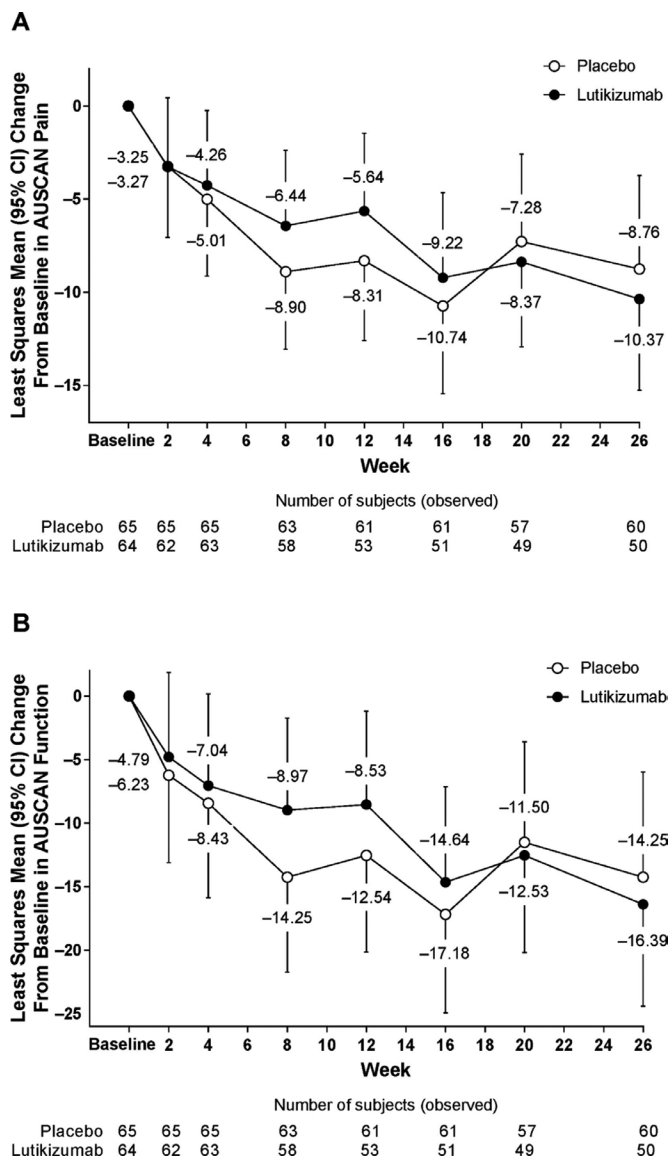 A
Placebo
Lutikizumab
Least Squares Mean (95% CI) Change
From Baseline in AUSCAN Pain
0
−5
−10
−15
−3.25
−3.27
−4.26
−5.01
−6.44
−8.90
−5.64
−8.31
−9.22
−10.74
−7.28
−8.37
−8.76
−10.37
Baseline 2 4 6 8 10 12 14 16 18 20 22 24 26
Week
Number of subjects (observed)
Placebo 65 65 65 63 61 61 57 60
Lutikizumab 64 62 63 58 53 51 49 50
B
Placebo
Lutikizumab
Least Squares Mean (95% CI) Change
From Baseline in AUSCAN Function
0
−5
−10
−15
−20
−25
−4.79
−6.23
−7.04
−8.43
−8.97
−14.25
−8.53
−12.54
−14.64
−17.18
−11.50
−12.53
−14.25
−16.39
Baseline 2 4 6 8 10 12 14 16 18 20 22 24 26
Week
Number of subjects (observed)
Placebo 65 65 65 63 61 61 57 60
Lutikizumab 64 62 63 58 53 51 49 50